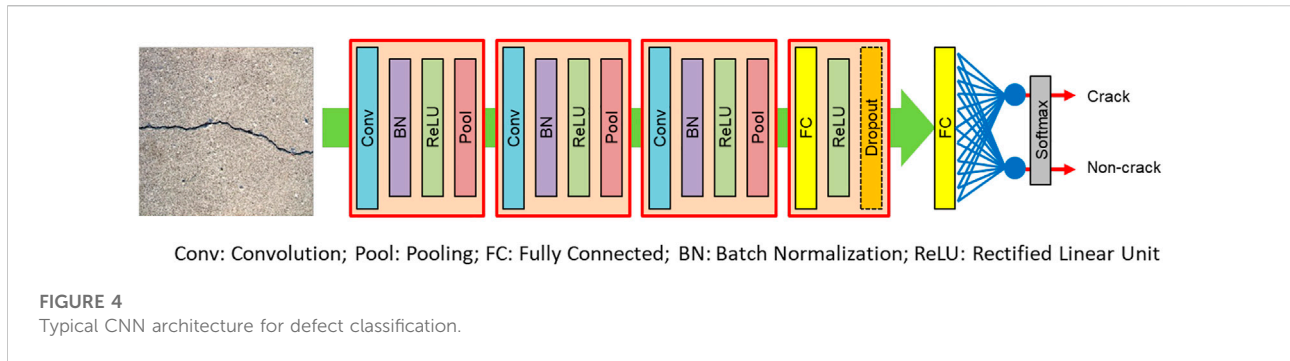 Conv
BN
ReLU
Pool
Conv
BN
ReLU
Pool
Conv
BN
ReLU
Pool
FC
ReLU
Dropout
FC
Softmax
Crack
Non-crack
Conv: Convolution; Pool: Pooling; FC: Fully Connected; BN: Batch Normalization; ReLU: Rectified Linear Unit
FIGURE 4
Typical CNN architecture for defect classification.